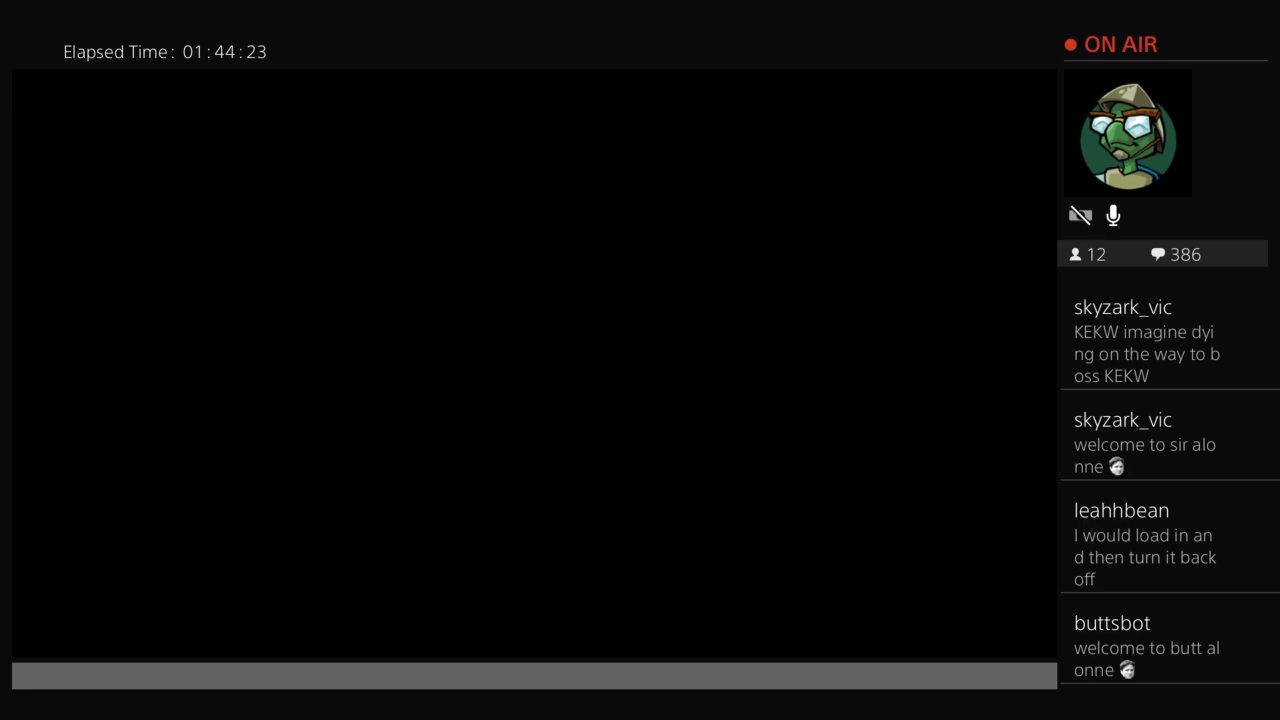 Elapsed Time: 01:44:23
ON AIR
12 386
skyzark_vic
KEKW imagine dyi
ng on the way to b
oss KEKW
skyzark_vic
welcome to sir alo
nne
leahhbean
I would load in an
d then turn it back
off
buttsbot
welcome to butt al
onne